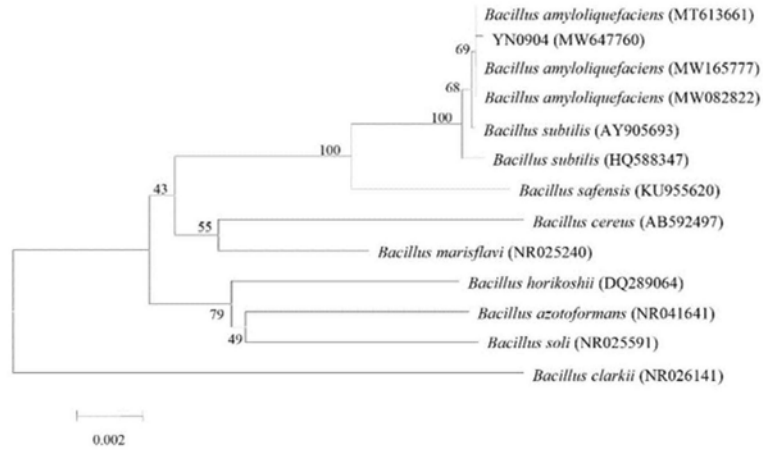 Bacillus amyloliquefaciens (MT613661)
YN0904 (MW647760)
69
Bacillus amyloliquefaciens (MW165777)
68
Bacillus amyloliquefaciens (MW082822)
100
Bacillus subtilis (AY905693)
100
Bacillus subtilis (HQ588347)
43
Bacillus safensis (KU955620)
55
Bacillus cereus (AB592497)
Bacillus marisflavi (NR025240)
Bacillus horikoshii (DQ289064)
79
Bacillus azotoformans (NR041641)
49
Bacillus soli (NR025591)
Bacillus clarkii (NR026141)
0.002